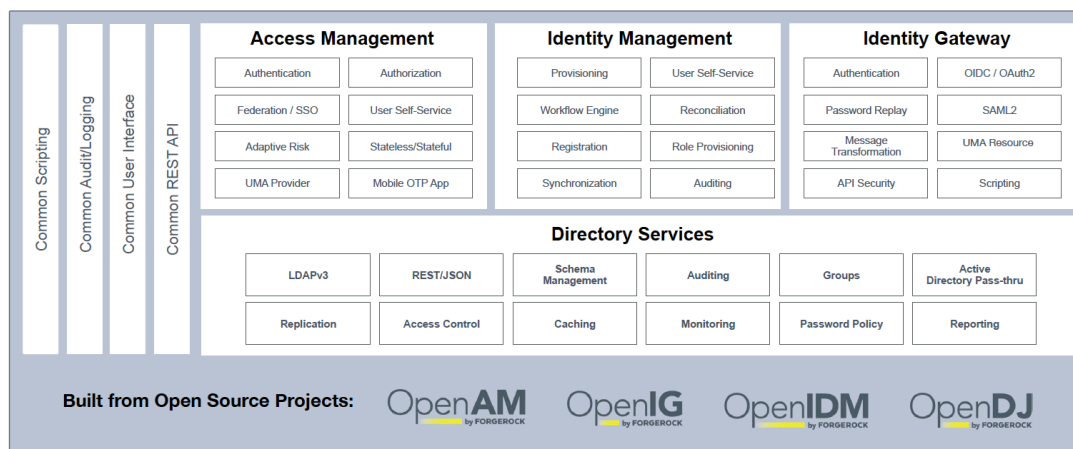 Common Scripting
Common Audit/Logging
Common User Interface
Common REST API
Access Management
Authentication
Authorization
Federation / SSO
User Self-Service
Adaptive Risk
Stateless/Stateful
UMA Provider
Mobile OTP App
Identity Management
Provisioning
User Self-Service
Workflow Engine
Reconciliation
Registration
Role Provisioning
Synchronization
Auditing
Identity Gateway
Authentication
OIDC / OAuth2
Password Replay
SAML2
Message
Transformation
UMA Resource
API Security
Scripting
Directory Services
LDAPv3
REST/JSON
Schema
Management
Auditing
Groups
Active
Directory Pass-thru
Replication
Access Control
Caching
Monitoring
Password Policy
Reporting
Built from Open Source Projects:
OpenAM
by FORGEROCK
OpenIG
by FORGEROCK
OpenIDM
by FORGEROCK
OpenDJ
by FORGEROCK